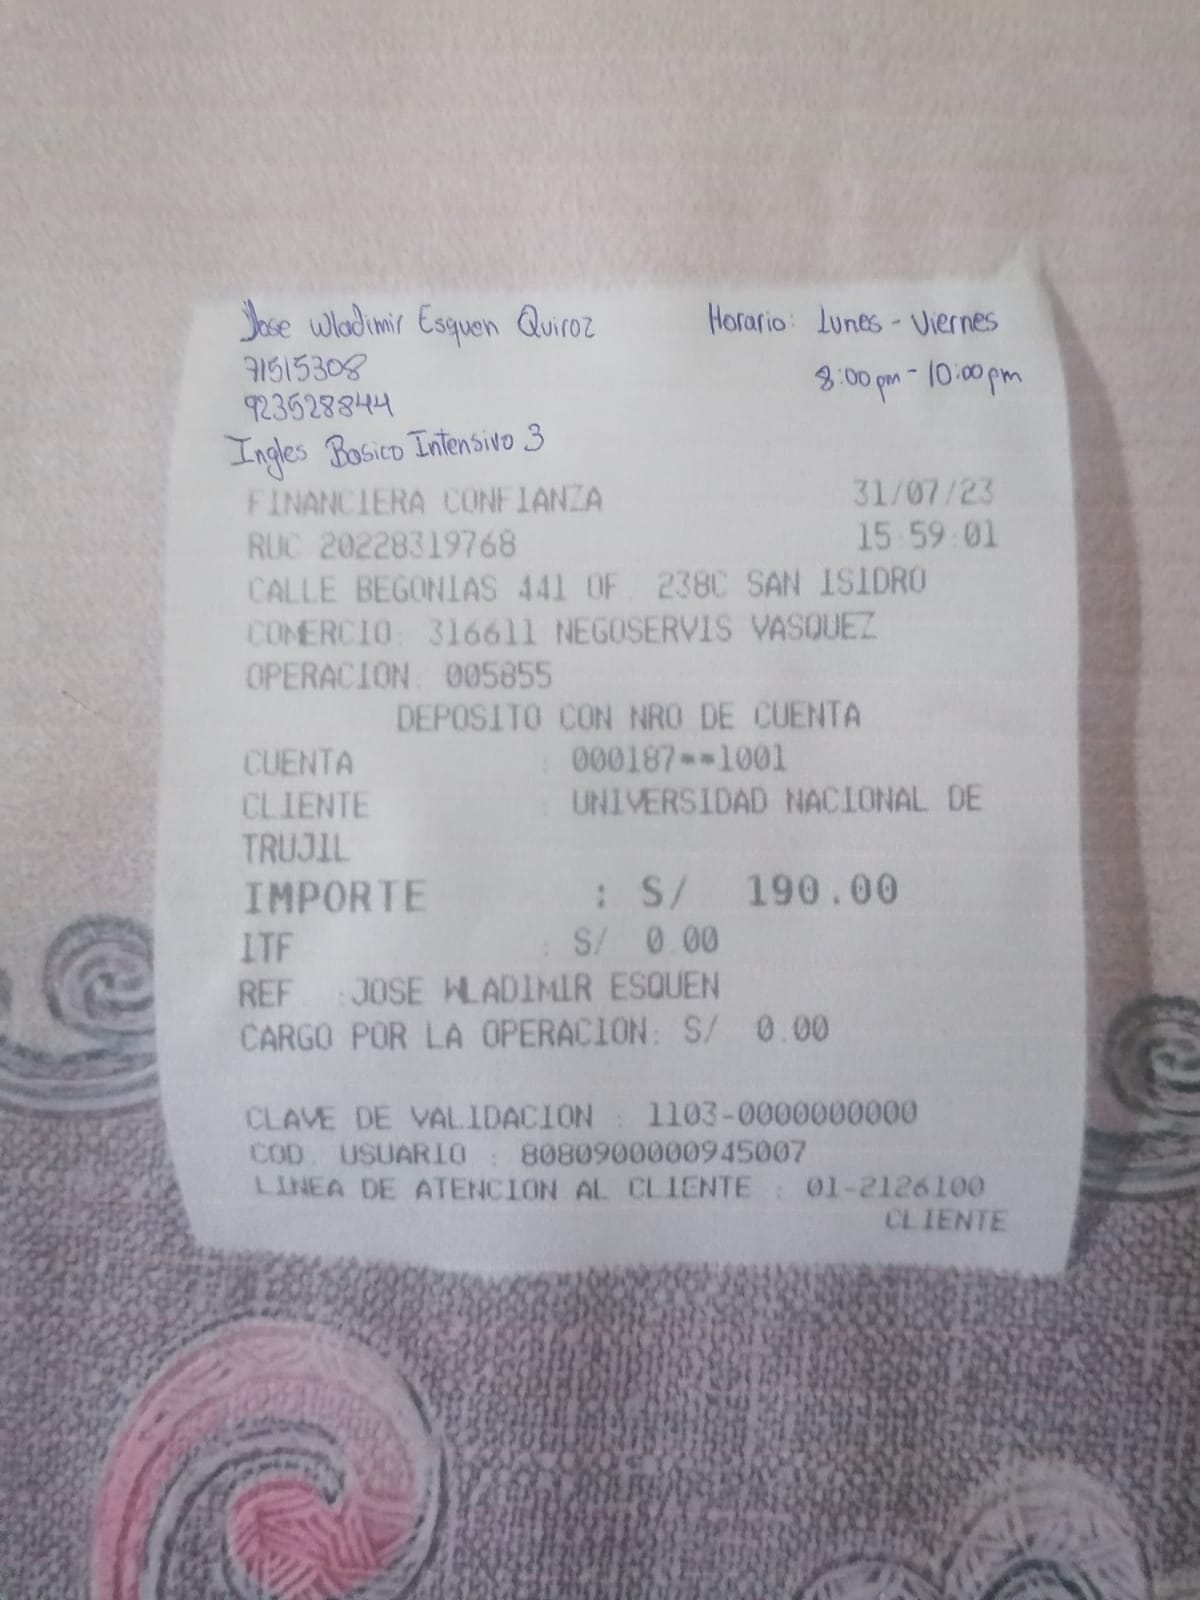 Jose Wladimir Esquen Quiroz Horario: Lunes - Viernes
71515308 8:00pm - 10:00pm
923528844
Ingles Basico Intensivo 3
FINANCIERA CONFIANZA 31/07/23
RUC 20228319768 15:59:01
CALLE BEGONIAS 441 OF. 238C SAN ISIDRO
COMERCIO: 316611 NEGOSERVIS VASQUEZ
OPERACION: 005855
DEPOSITO CON NRO DE CUENTA
CUENTA : 000187**1001
CLIENTE : UNIVERSIDAD NACIONAL DE
TRUJIL
IMPORTE : S/ 190.00
ITF : S/ 0.00
REF :JOSE WLADIMIR ESQUEN
CARGO POR LA OPERACION: S/ 0.00
CLAVE DE VALIDACION : 1103-0000000000
COD. USUARIO : 8080900000945007
LINEA DE ATENCION AL CLIENTE : 01-2126100
CLIENTE